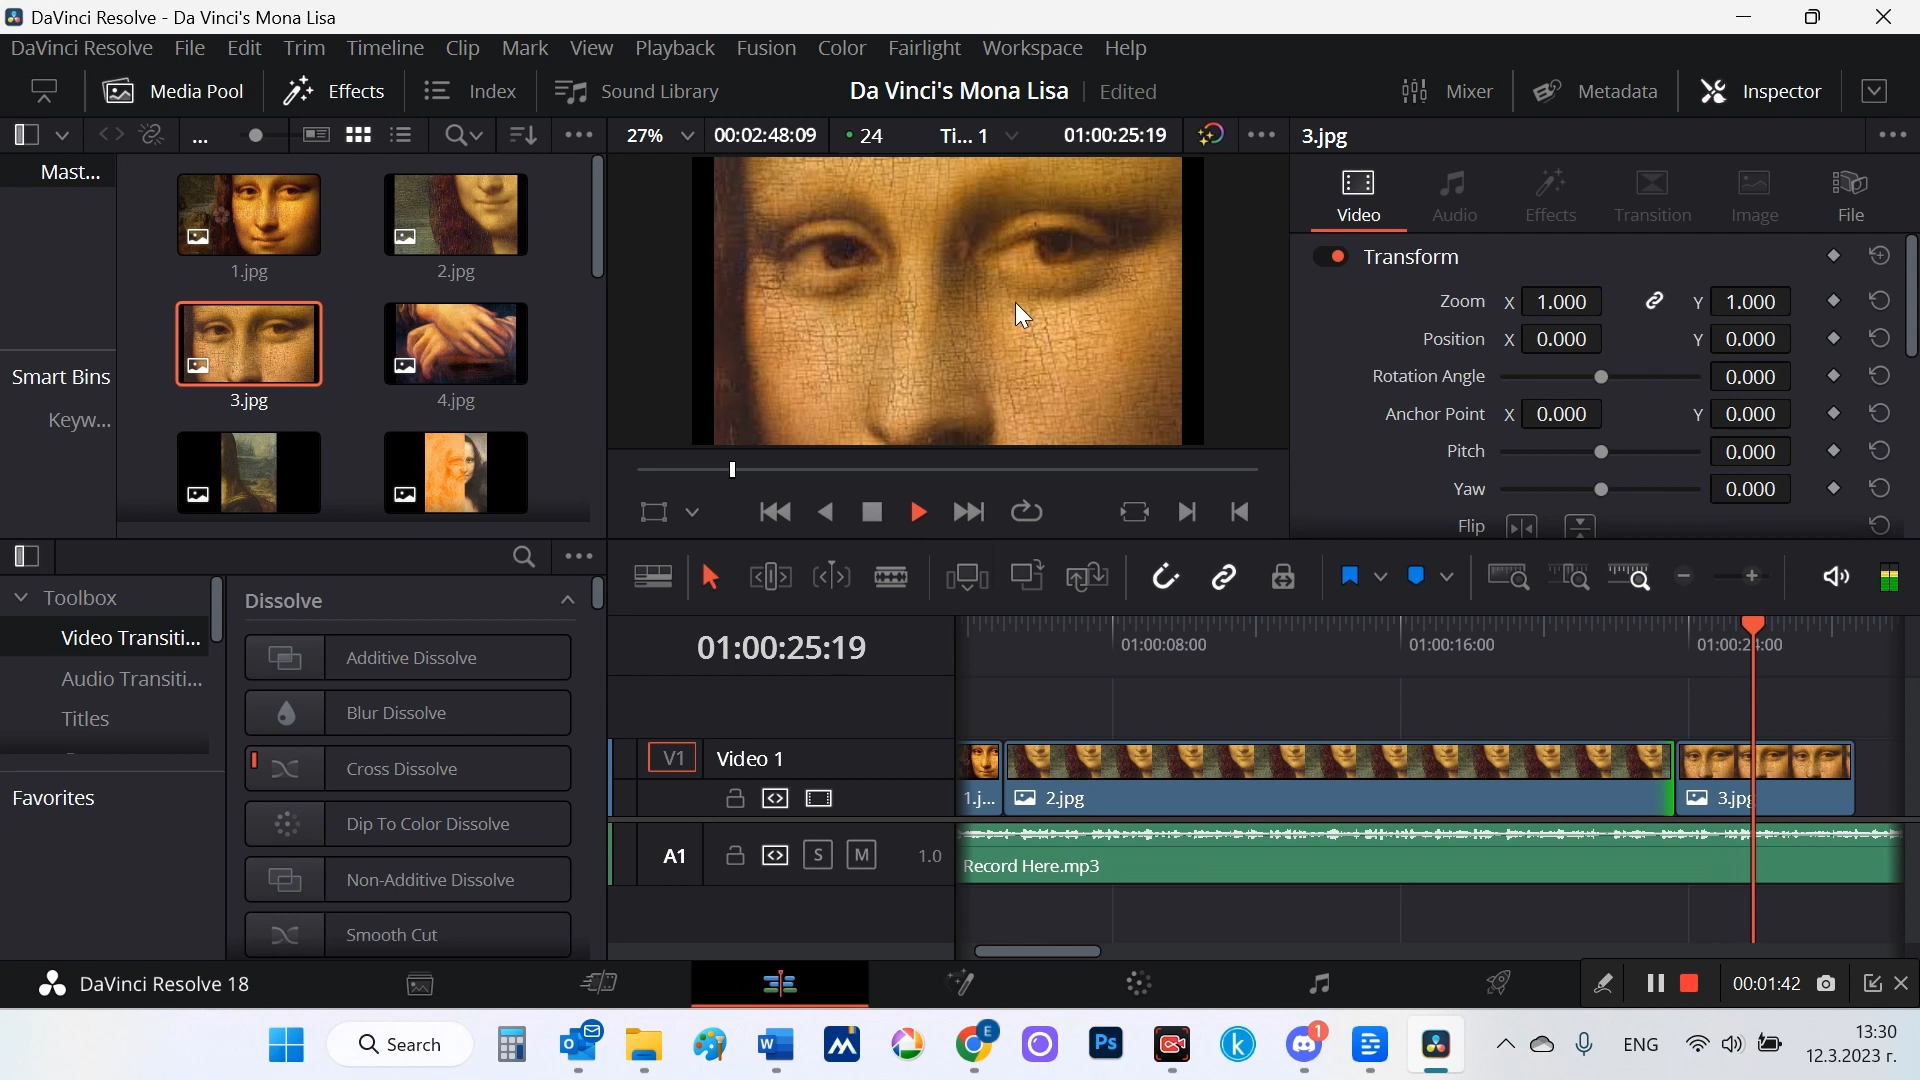 DaVinci Resolve - Da Vinci's Mona Lisa
DaVinci Resolve File Edit Trim Timeline Clip Mark View Playback Fusion Color Fairlight Workspace Help
Media Pool Effects Index Sound Library Da Vinci's Mona Lisa Edited Mixer Metadata Inspector
... 27% 00:02:48:09 24 Ti... 1 01:00:25:19 3.jpg
Mast...
1.jpg 2.jpg
3.jpg 4.jpg
Smart Bins
Keyw...
Video Audio Effects Transition Image File
Transform
Zoom X 1.000 Y 1.000
Position X 0.000 Y 0.000
Rotation Angle 0.000
Anchor Point X 0.000 Y 0.000
Pitch 0.000
Yaw 0.000
Flip
Toolbox
Video Transiti...
Audio Transiti...
Titles
Favorites
Dissolve
Additive Dissolve
Blur Dissolve
Cross Dissolve
Dip To Color Dissolve
Non-Additive Dissolve
Smooth Cut
01:00:25:19 01:00:08:00 01:00:16:00 01:00:24:00
V1 Video 1
1.j... 2.jpg 3.jpg
A1 S M 1.0
Record Here.mp3
DaVinci Resolve 18 00:01:42
Search W Ps k E 1 ENG 13:30
12.3.2023 г.